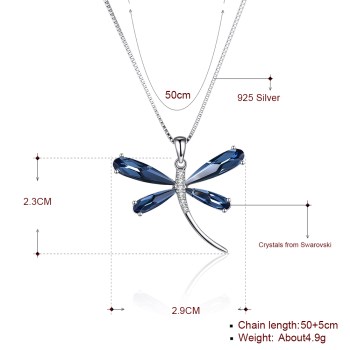 50cm
925 Silver
2.3CM
Crystals from Swarovski
2.9CM
• Chain length:50+5cm
• Weight: About4.9g